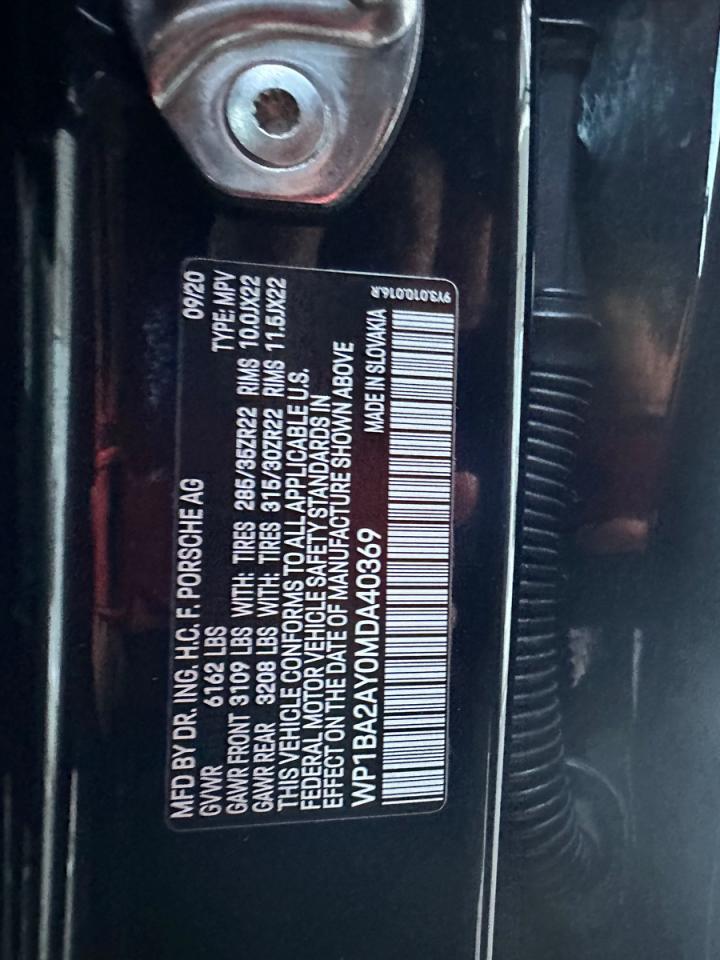 MFD BY DR. ING. H.C. F. PORSCHE AG 09/20
GVWR 6162 LBS TYPE: MPV
GAWR FRONT 3109 LBS WITH: TIRES 285/35ZR22 RIMS 10.0JX22
GAWR REAR 3208 LBS WITH: TIRES 315/30ZR22 RIMS 11.5JX22
THIS VEHICLE CONFORMS TO ALL APPLICABLE U.S.
FEDERAL MOTOR VEHICLE SAFETY STANDARDS IN
EFFECT ON THE DATE OF MANUFACTURE SHOWN ABOVE
WP1BA2AY0MDA40369 MADE IN SLOVAKIA
9Y3.010.016.R